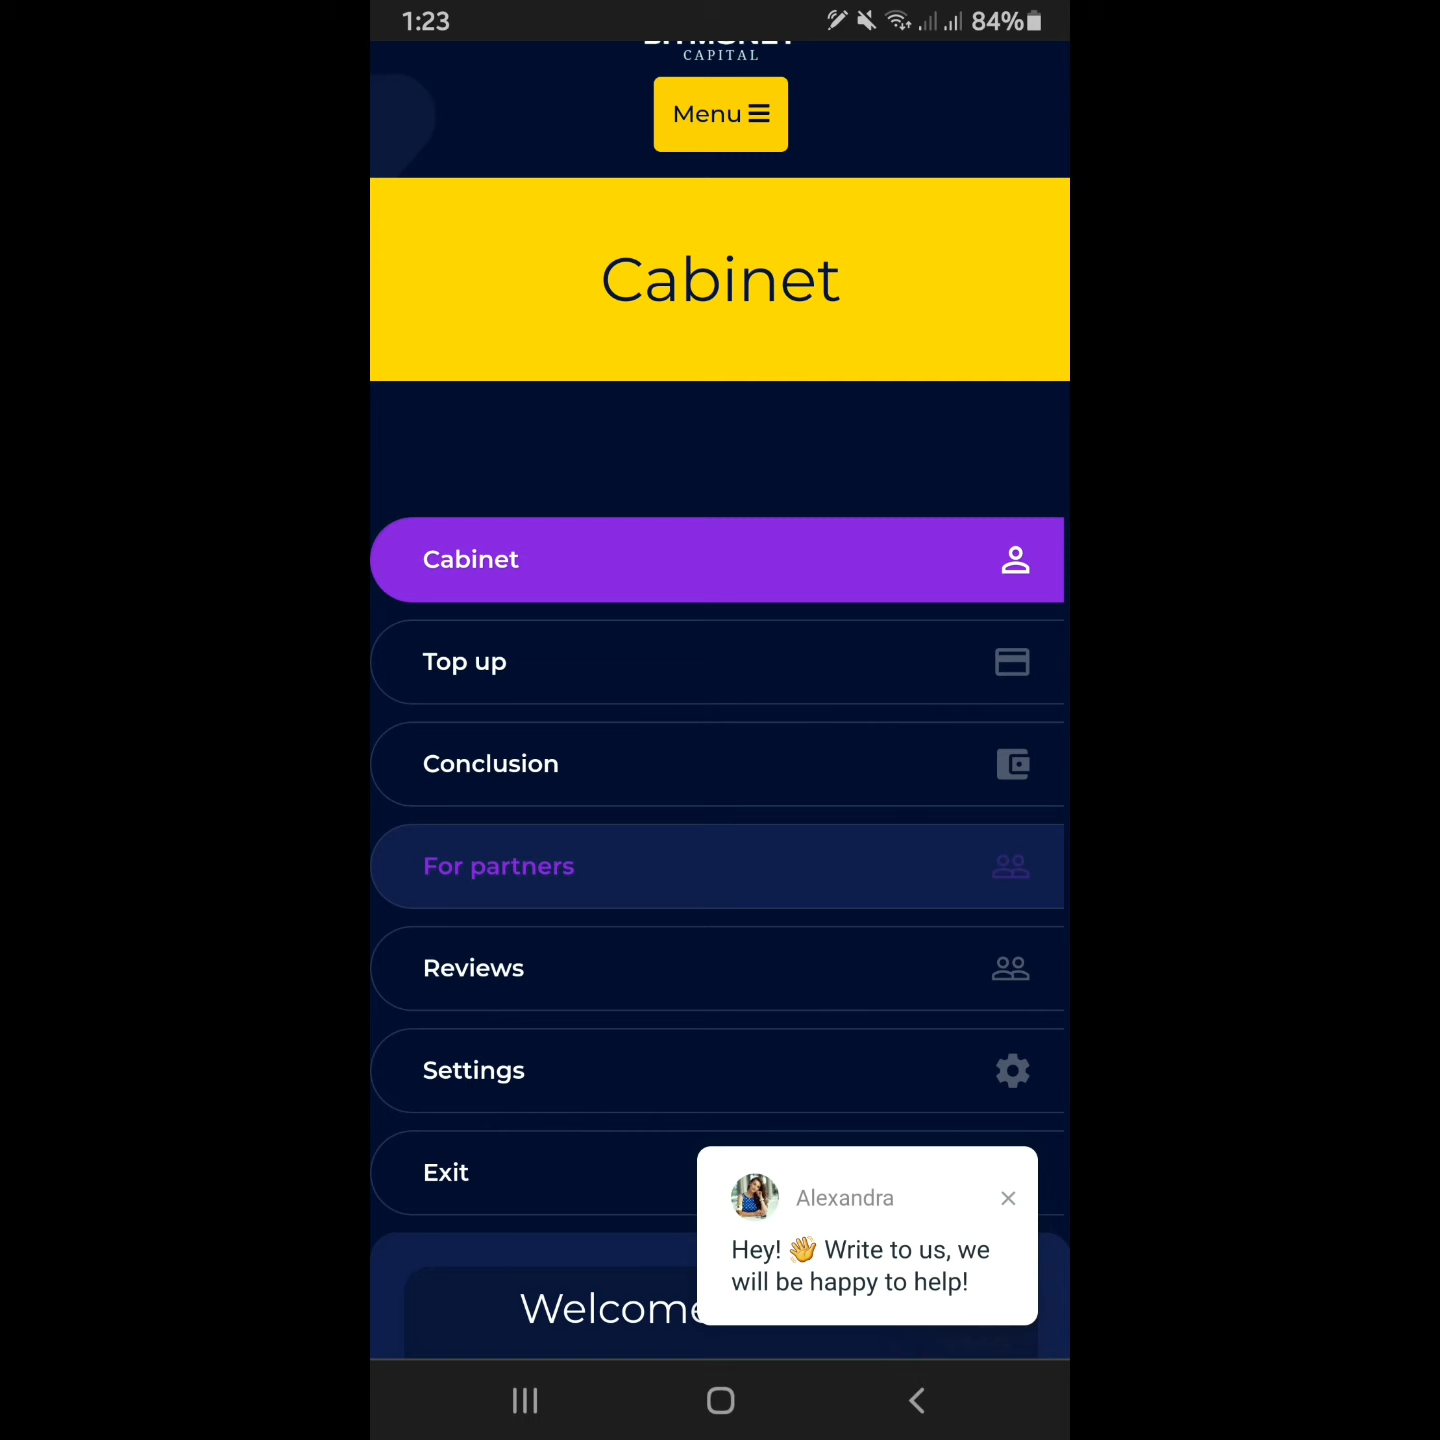 1:23
84%
CAPITAL
Menu
Cabinet
Cabinet
Top up
Conclusion
For partners
Reviews
Settings
Exit
Alexandra
Hey! 👋 Write to us, we
will be happy to help!
Welcome